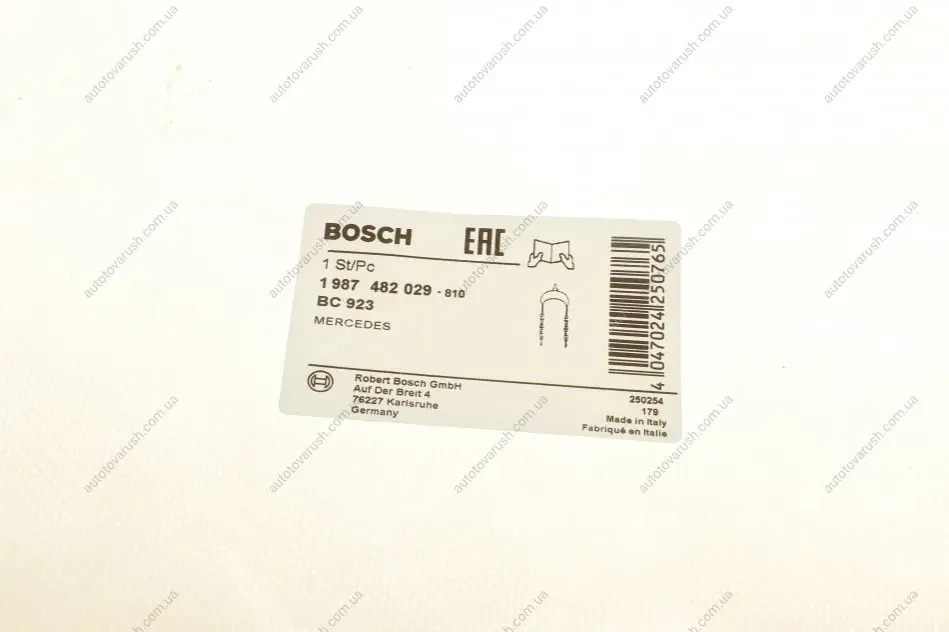 BOSCH
EAC
1 St/Pc
1 987 482 029 - 810
BC 923
MERCEDES
4 047024 250765
Robert Bosch GmbH
Auf Der Breit 4
76227 Karlsruhe
Germany
250254
179
Made in Italy
Fabriqué en Italie
autotovarush.com.ua